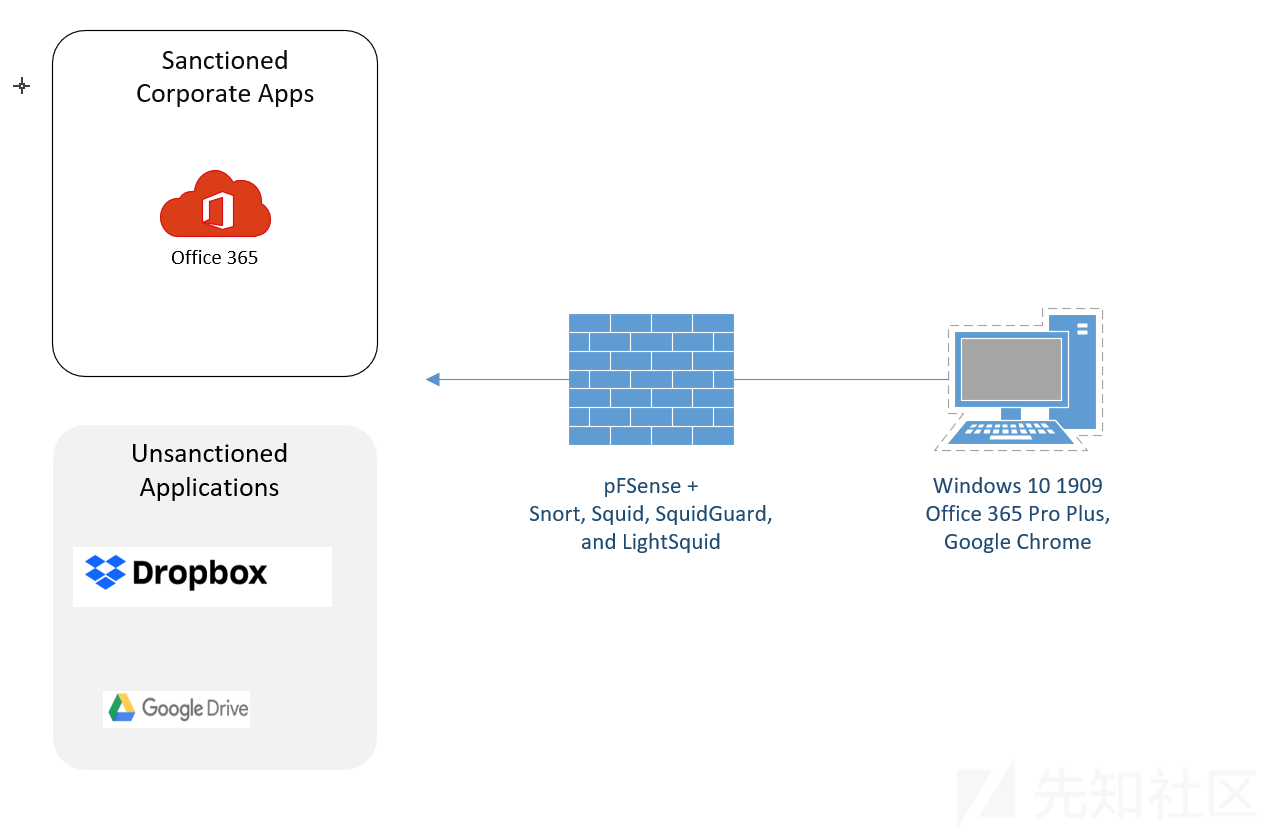 Sanctioned
Corporate Apps
Office 365
Unsanctioned
Applications
Dropbox
Google Drive
pFSense +
Snort, Squid, SquidGuard,
and LightSquid
Windows 10 1909
Office 365 Pro Plus,
Google Chrome
先知社区